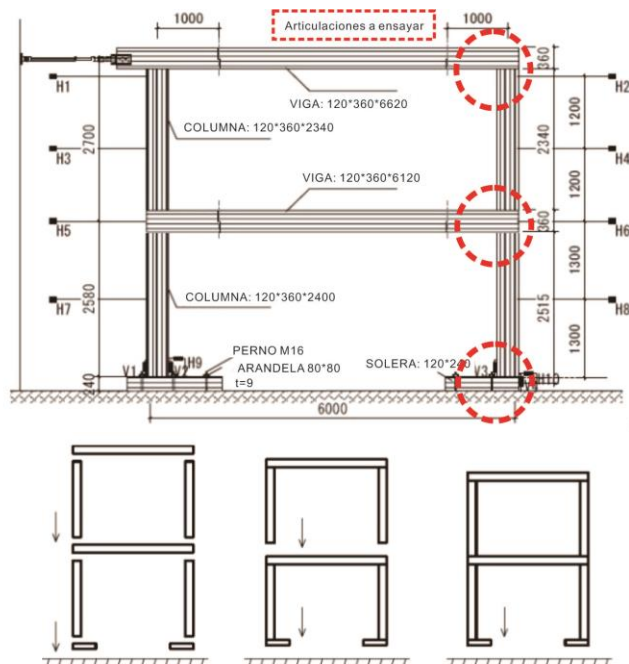 1000
Articulaciones a ensayar
1000
360
H1
H2
VIGA: 120*360*6620
1200
COLUMNA: 120*360*2340
2700
2340
H3
H4
VIGA: 120*360*6120
1200
360
H5
H6
1300
2580
COLUMNA: 120*360*2400
2515
H7
H8
PERNO M16
1300
V1
V2
H9
ARANDELA 80*80
SOLERA: 120*240
V3
t=9
240
6000